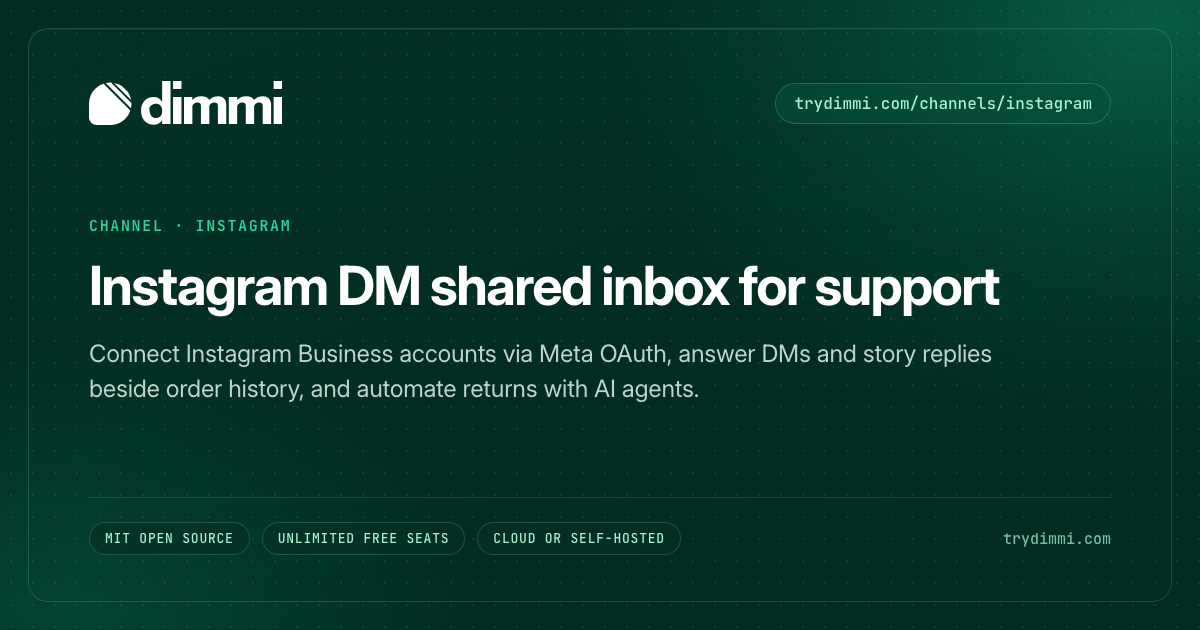 dimmi
trydimmi.com/channels/instagram
CHANNEL · INSTAGRAM
Instagram DM shared inbox for support
Connect Instagram Business accounts via Meta OAuth, answer DMs and story replies
beside order history, and automate returns with AI agents.
MIT OPEN SOURCE
UNLIMITED FREE SEATS
CLOUD OR SELF-HOSTED
trydimmi.com